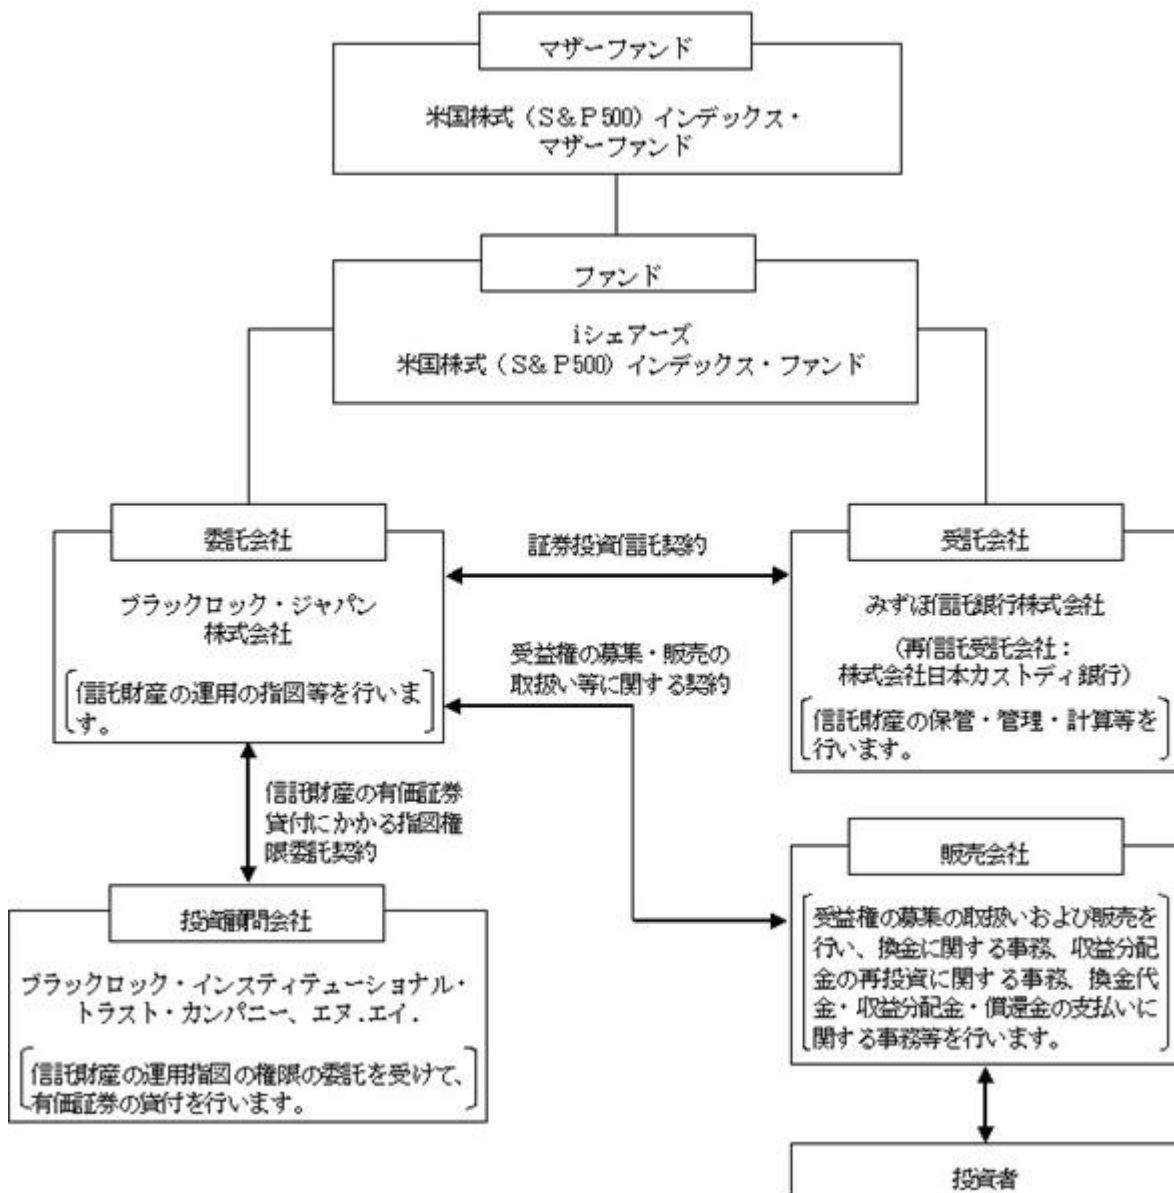 マザーファンド
米国株式（S＆P500）インデックス・
マザーファンド
ファンド
iシェアーズ
米国株式（S＆P500）インデックス・ファンド
委託会社
ブラックロック・ジャパン
株式会社
信託財産の運用の指図等を行いま
す。
証券投資信託契約
受益権の募集・販売の
取扱い等に関する契約
受託会社
みずほ信託銀行株式会社
（再信託受託会社：
株式会社日本カストディ銀行）
信託財産の保管・管理・計算等を
行います。
信託財産の有価証券
貸付にかかる指図権
限委託契約
投資顧問会社
ブラックロック・インスティテューショナル・
トラスト・カンパニー、エヌ.エイ.
信託財産の運用指図の権限の委託を受けて、
有価証券の貸付を行います。
販売会社
受益権の募集の取扱いおよび販売を
行い、換金に関する事務、収益分配
金の再投資に関する事務、換金代
金・収益分配金・償還金の支払いに
関する事務等を行います。
投資者